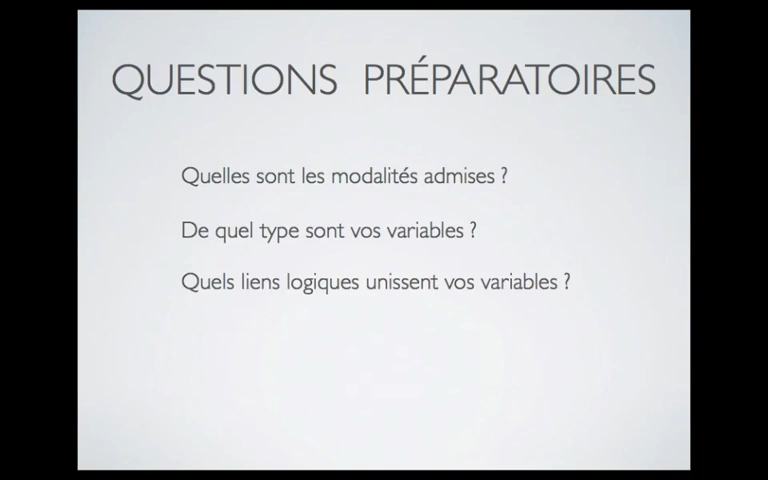 QUESTIONS PRÉPARATOIRES
Quelles sont les modalités admises ?
De quel type sont vos variables ?
Quels liens logiques unissent vos variables ?